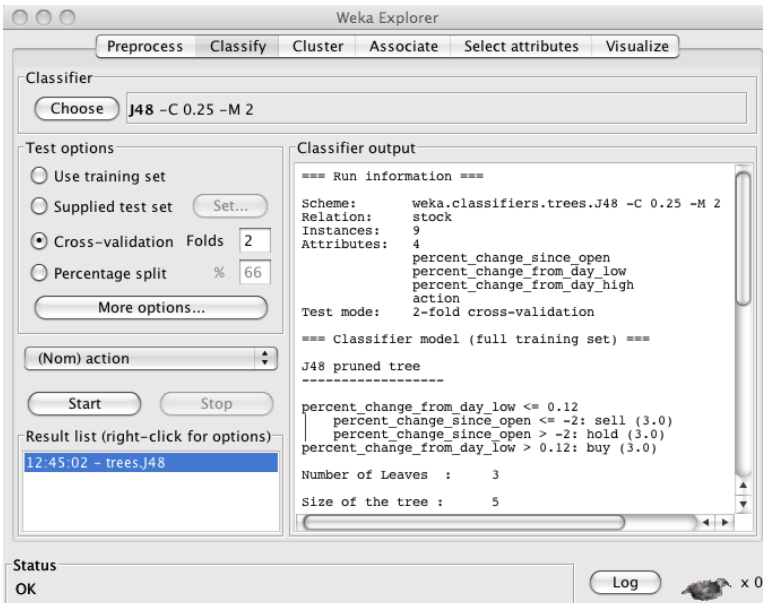 Weka Explorer
Preprocess Classify Cluster Associate Select attributes Visualize
Classifier
Choose J48 -C 0.25 -M 2
Test options
Use training set
Supplied test set Set...
Cross-validation Folds 2
Percentage split % 66
More options...
(Nom) action
Start Stop
Result list (right-click for options)
12:45:02 - trees.J48
Classifier output
=== Run information ===
Scheme: weka.classifiers.trees.J48 -C 0.25 -M 2
Relation: stock
Instances: 9
Attributes: 4
percent_change_since_open
percent_change_from_day_low
percent_change_from_day_high
action
Test mode: 2-fold cross-validation
=== Classifier model (full training set) ===
J48 pruned tree
------------------
percent_change_from_day_low <= 0.12
| percent_change_since_open <= -2: sell (3.0)
| percent_change_since_open > -2: hold (3.0)
percent_change_from_day_low > 0.12: buy (3.0)
Number of Leaves : 3
Size of the tree : 5
Status
OK
Log x 0